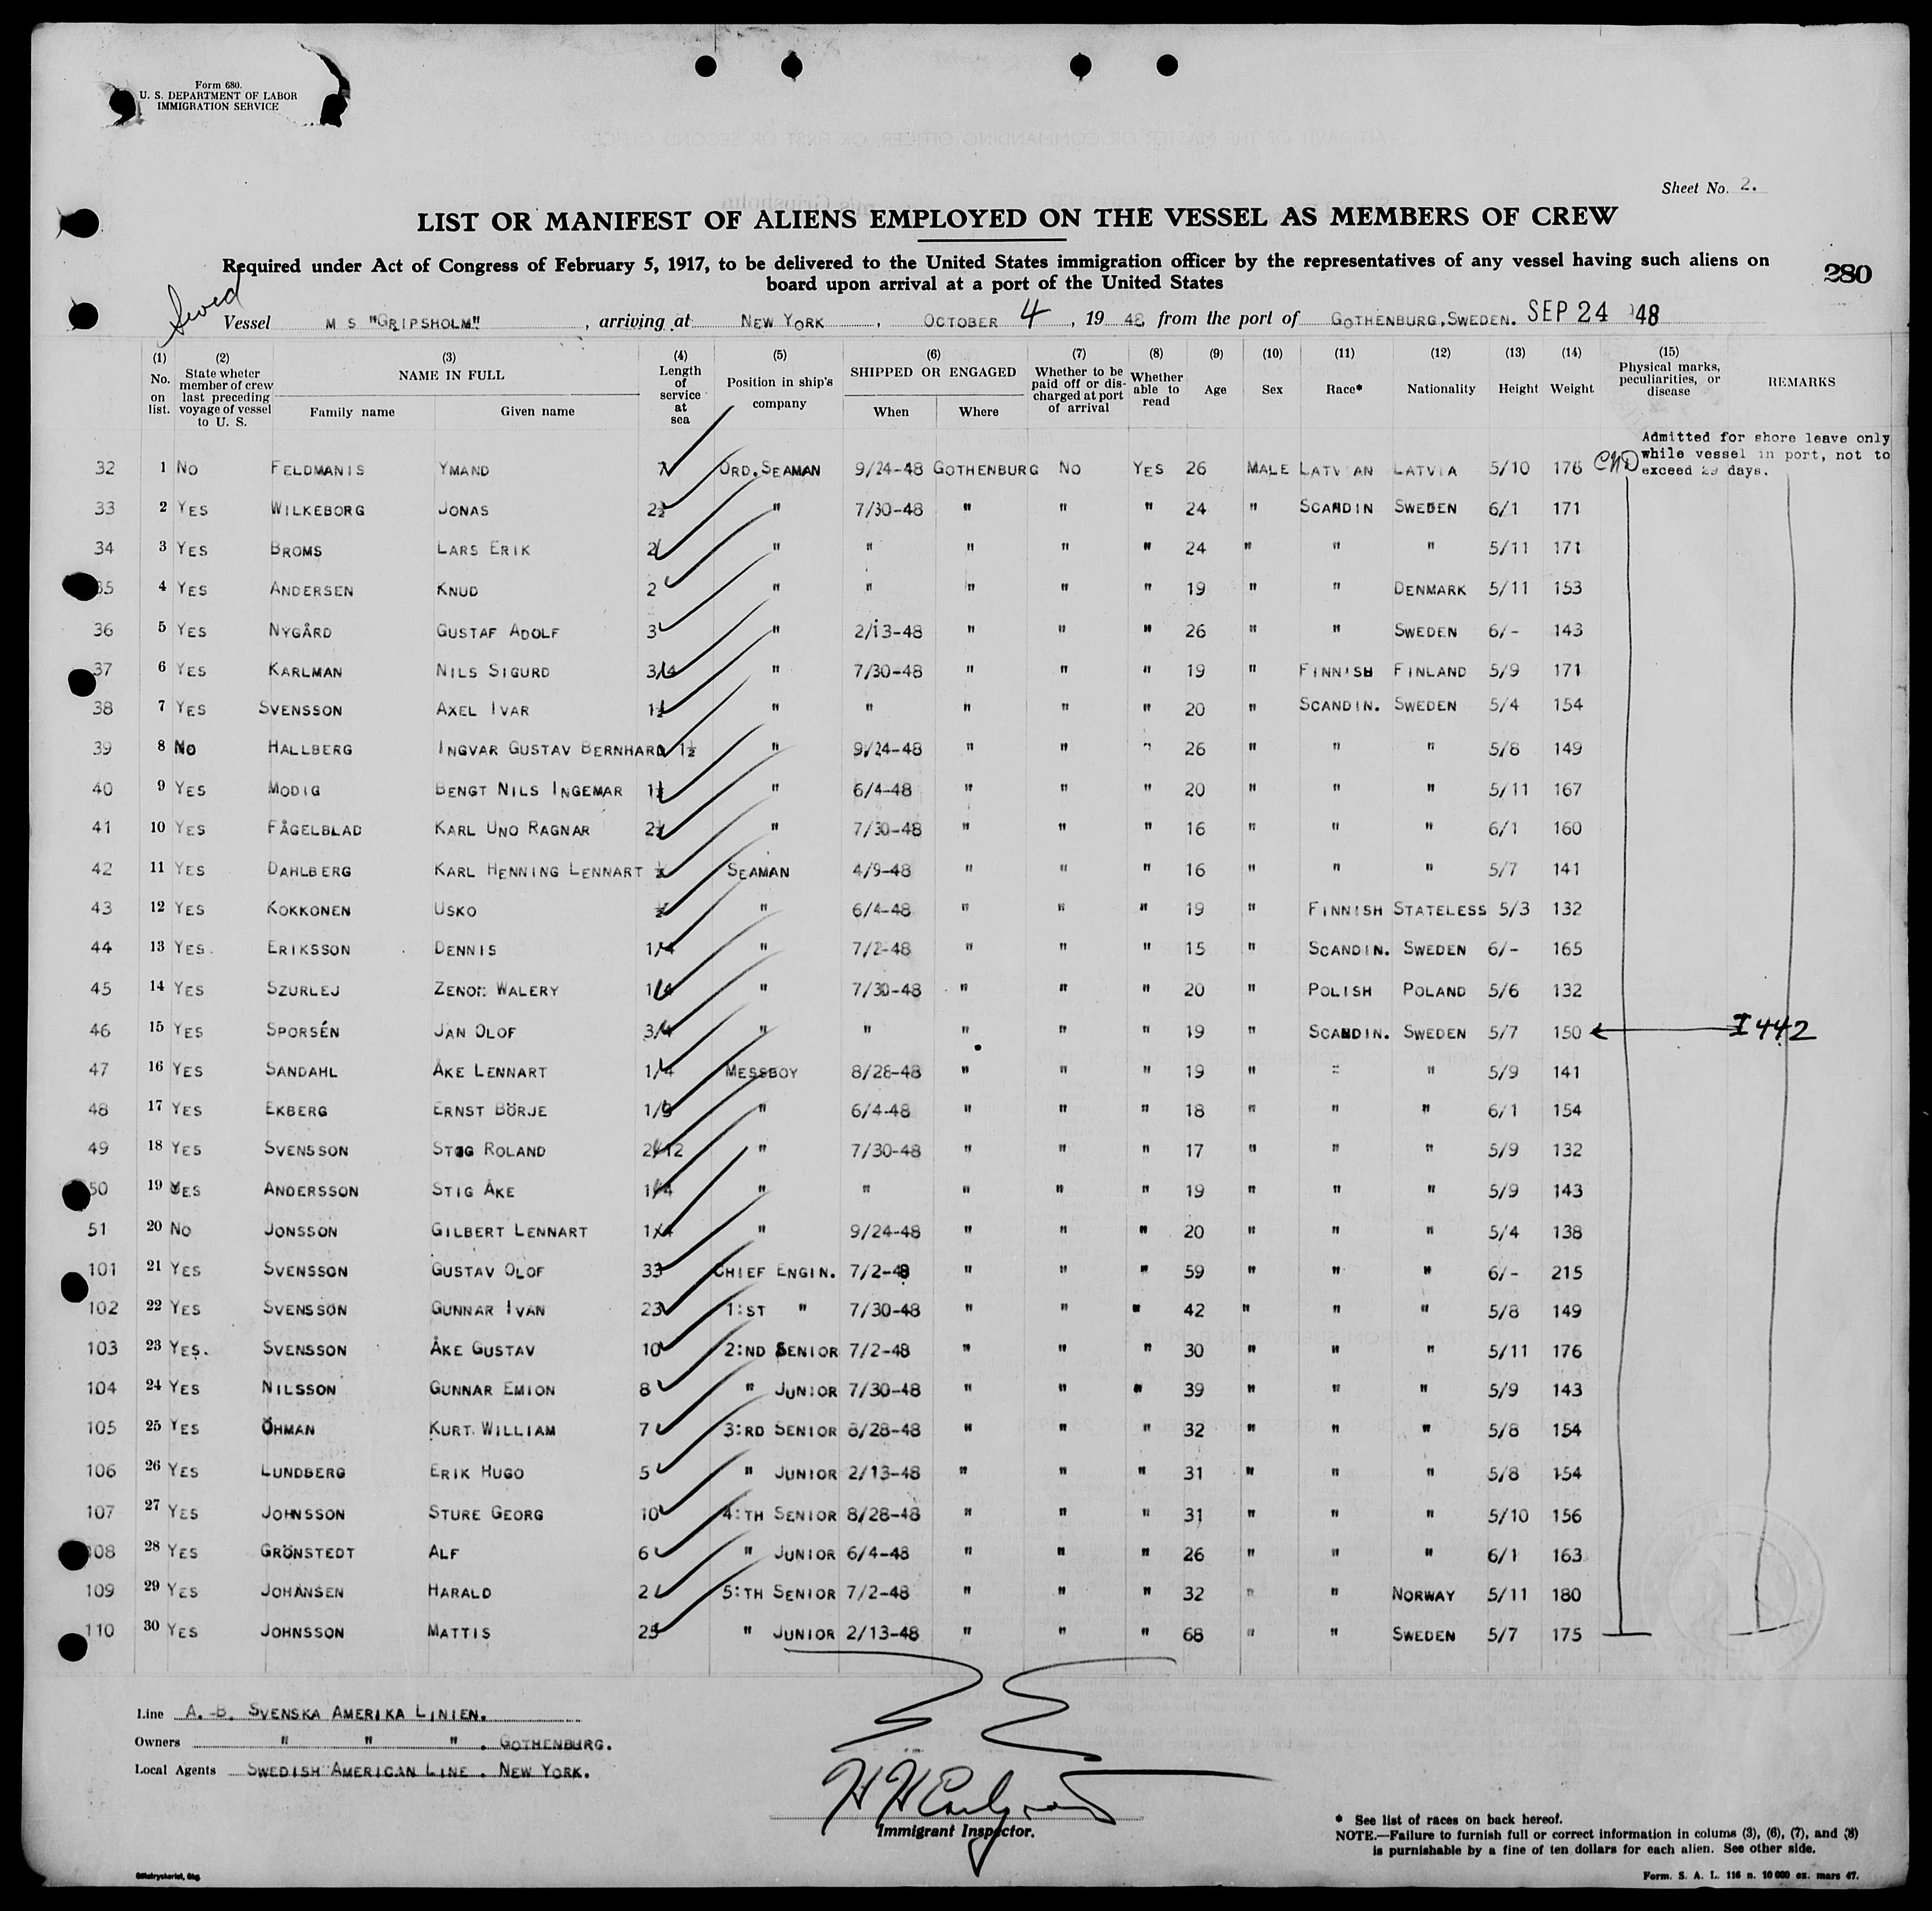 Form 680.
U. S. DEPARTMENT OF LABOR
IMMIGRATION SERVICE
Sheet No. 2.
LIST OR MANIFEST OF ALIENS EMPLOYED ON THE VESSEL AS MEMBERS OF CREW
Required under Act of Congress of February 5, 1917, to be delivered to the United States immigration officer by the representatives of any vessel having such aliens on
board upon arrival at a port of the United States
280
Swed
Vessel M S "GRIPSHOLM", arriving at NEW YORK, OCTOBER 4, 19 48, from the port of GOTHENBURG, SWEDEN. SEP 24 '48
(1) No. on list. (2) State wheter member of crew last preceding voyage of vessel to U. S. (3) NAME IN FULL Family name Given name (4) Length of service at sea (5) Position in ship's company (6) SHIPPED OR ENGAGED When Where (7) Whether to be paid off or discharged at port of arrival (8) Whether able to read (9) Age (10) Sex (11) Race* (12) Nationality (13) Height (14) Weight (15) Physical marks, peculiarities, or disease REMARKS
Admitted for shore leave only
while vessel in port, not to
exceed 29 days.
32 1 NO FELDMANIS YMAND 7 ORD. SEAMAN 9/24-48 GOTHENBURG NO YES 26 MALE LATVIAN LATVIA 5/10 176
33 2 YES WILKEBORG JONAS 2½ " 7/30-48 " " " 24 " SCANDIN SWEDEN 6/1 171
34 3 YES BROMS LARS ERIK 2 " " " " " 24 " " " 5/11 171
35 4 YES ANDERSEN KNUD 2 " " " " " 19 " " DENMARK 5/11 153
36 5 YES NYGÅRD GUSTAF ADOLF 3 " 2/13-48 " " " 26 " " SWEDEN 6/- 143
37 6 YES KARLMAN NILS SIGURD 3/4 " 7/30-48 " " " 19 " FINNISH FINLAND 5/9 171
38 7 YES SVENSSON AXEL IVAR 1½ " " " " " 20 " SCANDIN. SWEDEN 5/4 154
39 8 NO HALLBERG INGVAR GUSTAV BERNHARD 1½ " 9/24-48 " " " 26 " " " 5/8 149
40 9 YES MODIG BENGT NILS INGEMAR 1½ " 6/4-48 " " " 20 " " " 5/11 167
41 10 YES FÅGELBLAD KARL UNO RAGNAR 2½ " 7/30-48 " " " 16 " " " 6/1 160
42 11 YES DAHLBERG KARL HENNING LENNART ½ SEAMAN 4/9-48 " " " 16 " " " 5/7 141
43 12 YES KOKKONEN USKO ½ " 6/4-48 " " " 19 " FINNISH STATELESS 5/3 132
44 13 YES. ERIKSSON DENNIS 1/4 " 7/2-48 " " " 15 " SCANDIN. SWEDEN 6/- 165
45 14 YES SZURLEJ ZENON WALERY 1/4 " 7/30-48 " " " 20 " POLISH POLAND 5/6 132
46 15 YES SPORSÉN JAN OLOF 3/4 " " " " " 19 " SCANDIN. SWEDEN 5/7 150 I 442
47 16 YES SANDAHL ÅKE LENNART 1/4 MESSBOY 8/28-48 " " " 19 " " " 5/9 141
48 17 YES EKBERG ERNST BÖRJE 1/9 " 6/4-48 " " " 18 " " " 6/1 154
49 18 YES SVENSSON STIG ROLAND 2/12 " 7/30-48 " " " 17 " " " 5/9 132
50 19 YES ANDERSSON STIG ÅKE 1/4 " " " " " 19 " " " 5/9 143
51 20 NO JONSSON GILBERT LENNART 1/4 " 9/24-48 " " " 20 " " " 5/4 138
101 21 YES SVENSSON GUSTAV OLOF 33 CHIEF ENGIN. 7/2-48 " " " 59 " " " 6/- 215
102 22 YES SVENSSON GUNNAR IVAN 23 1:ST " 7/30-48 " " " 42 " " " 5/8 149
103 23 YES. SVENSSON ÅKE GUSTAV 10 2:ND SENIOR 7/2-48 " " " 30 " " " 5/11 176
104 24 YES NILSSON GUNNAR EMION 8 " JUNIOR 7/30-48 " " " 39 " " " 5/9 143
105 25 YES ÖHMAN KURT WILLIAM 7 3:RD SENIOR 8/28-48 " " " 32 " " " 5/8 154
106 26 YES LUNDBERG ERIK HUGO 5 " JUNIOR 2/13-48 " " " 31 " " " 5/8 154
107 27 YES JOHNSSON STURE GEORG 10 4:TH SENIOR 8/28-48 " " " 31 " " " 5/10 156
108 28 YES GRÖNSTEDT ALF 6 " JUNIOR 6/4-48 " " " 26 " " " 6/1 163
109 29 YES JOHANSEN HARALD 2 5:TH SENIOR 7/2-48 " " " 32 " " NORWAY 5/11 180
110 30 YES JOHNSSON MATTIS 25 " JUNIOR 2/13-48 " " " 68 " " SWEDEN 5/7 175
Line A.-B. SVENSKA AMERIKA LINIEN.
Owners " " " . GOTHENBURG.
Local Agents SWEDISH AMERICAN LINE . NEW YORK.
Immigrant Inspector.
* See list of races on back hereof.
NOTE.—Failure to furnish full or correct information in colums (3), (6), (7), and (8)
is purnishable by a fine of ten dollars for each alien. See other side.
Form. S. A. L. 116 n. 10 000 ex. mars 47.